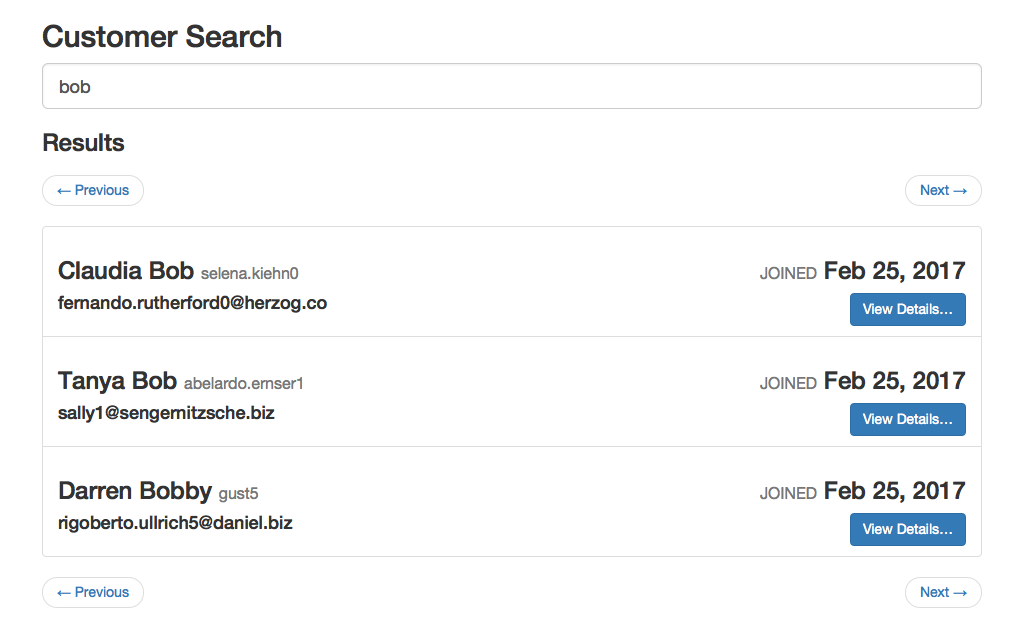 Customer Search
bob
Results
← Previous Next →
Claudia Bob selena.kiehn0 JOINED Feb 25, 2017
fernando.rutherford0@herzog.co View Details...
Tanya Bob abelardo.ernser1 JOINED Feb 25, 2017
sally1@sengernitzsche.biz View Details...
Darren Bobby gust5 JOINED Feb 25, 2017
rigoberto.ullrich5@daniel.biz View Details...
← Previous Next →